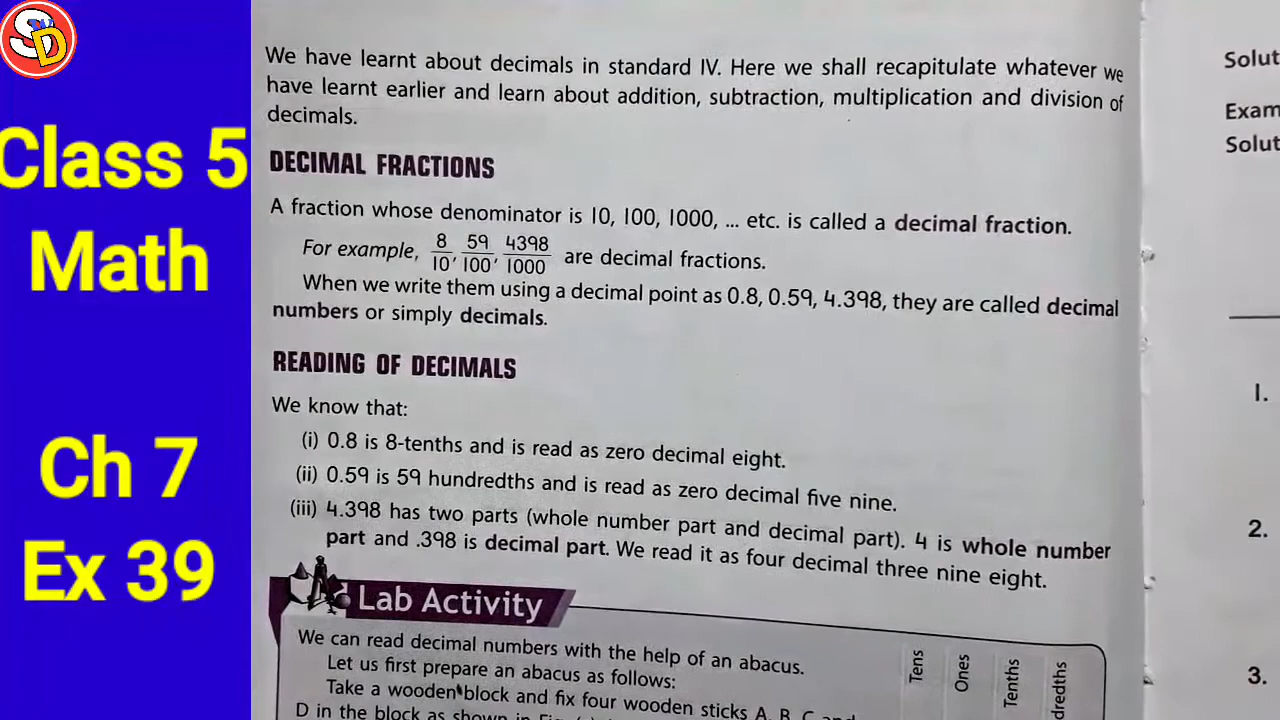 SD
Class 5
Math
Ch 7
Ex 39
We have learnt about decimals in standard IV. Here we shall recapitulate whatever we
have learnt earlier and learn about addition, subtraction, multiplication and division of
decimals.
DECIMAL FRACTIONS
A fraction whose denominator is 10, 100, 1000, ... etc. is called a decimal fraction.
For example, 8/10, 59/100, 4398/1000 are decimal fractions.
When we write them using a decimal point as 0.8, 0.59, 4.398, they are called decimal
numbers or simply decimals.
READING OF DECIMALS
We know that:
(i) 0.8 is 8-tenths and is read as zero decimal eight.
(ii) 0.59 is 59 hundredths and is read as zero decimal five nine.
(iii) 4.398 has two parts (whole number part and decimal part). 4 is whole number
part and .398 is decimal part. We read it as four decimal three nine eight.
Lab Activity
We can read decimal numbers with the help of an abacus.
Let us first prepare an abacus as follows:
Take a wooden block and fix four wooden sticks A, B, C and
D in the block as shown in
Tens
Ones
Tenths
dredths
Solut
Exam
Solut
1.
2.
3.